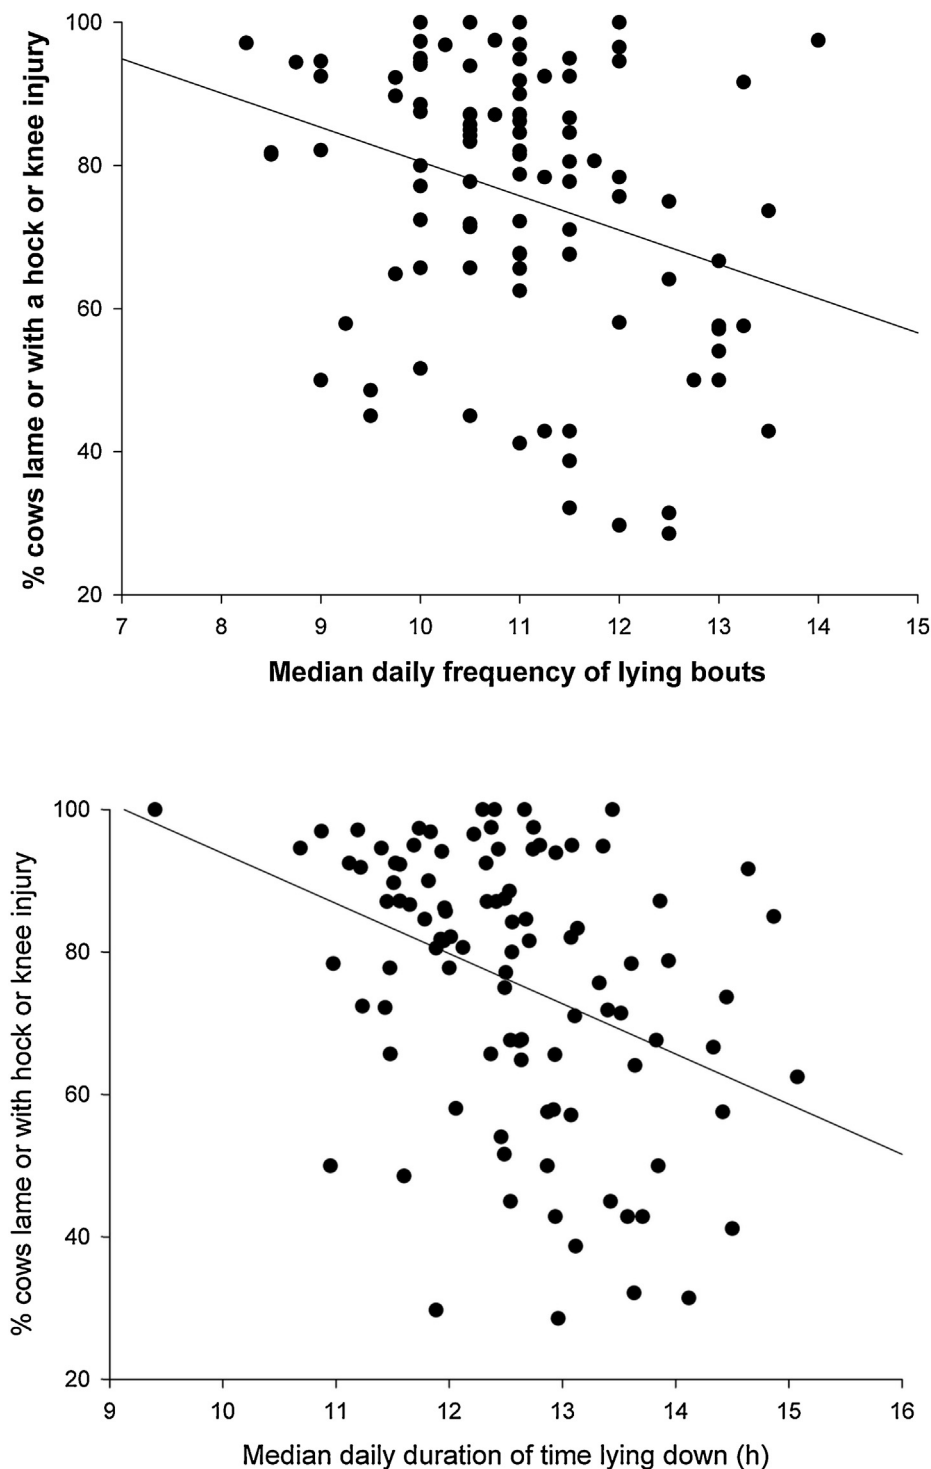 % cows lame or with a hock or knee injury
100
80
60
40
20
7 8 9 10 11 12 13 14 15
Median daily frequency of lying bouts
% cows lame or with hock or knee injury
100
80
60
40
20
9 10 11 12 13 14 15 16
Median daily duration of time lying down (h)